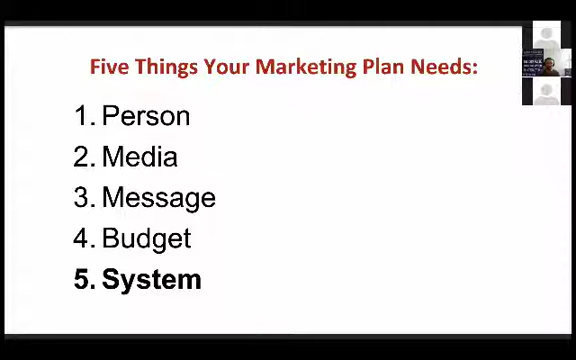 Five Things Your Marketing Plan Needs:
1. Person
2. Media
3. Message
4. Budget
5. System